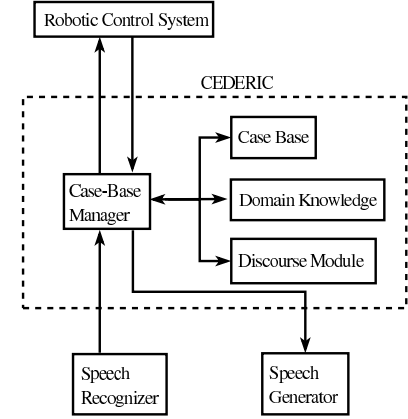 Robotic Control System
CEDERIC
Case Base
Case-Base
Manager
Domain Knowledge
Discourse Module
Speech
Recognizer
Speech
Generator